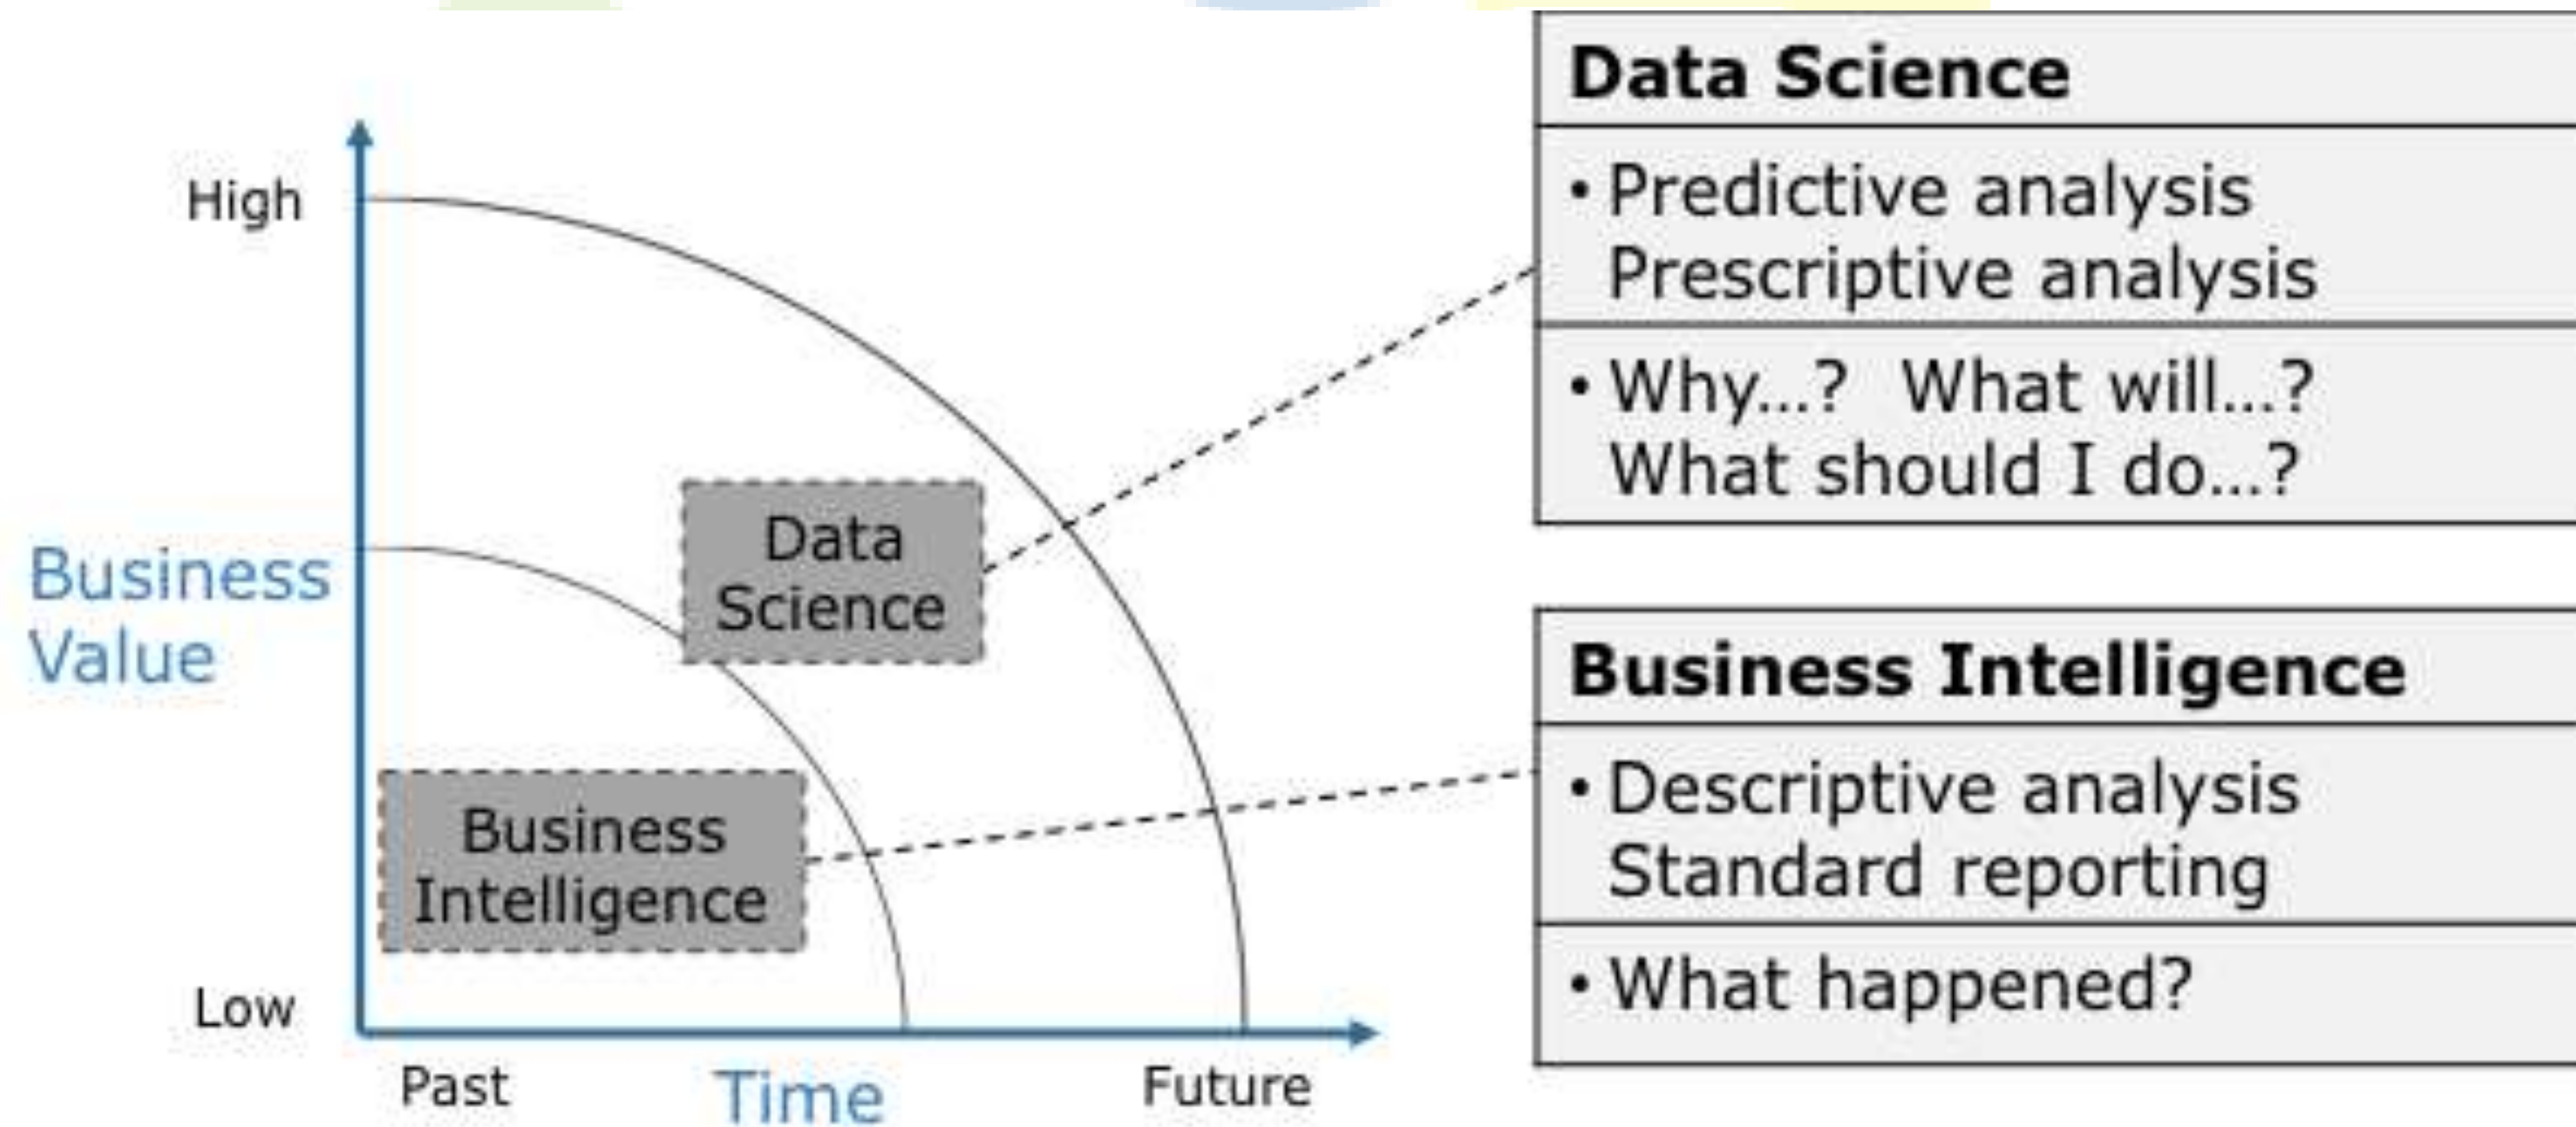 High
Business
Value
Low
Past
Time
Future
Data
Science
Business
Intelligence
Data Science
• Predictive analysis
Prescriptive analysis
• Why...? What will...?
What should I do...?
Business Intelligence
• Descriptive analysis
Standard reporting
• What happened?